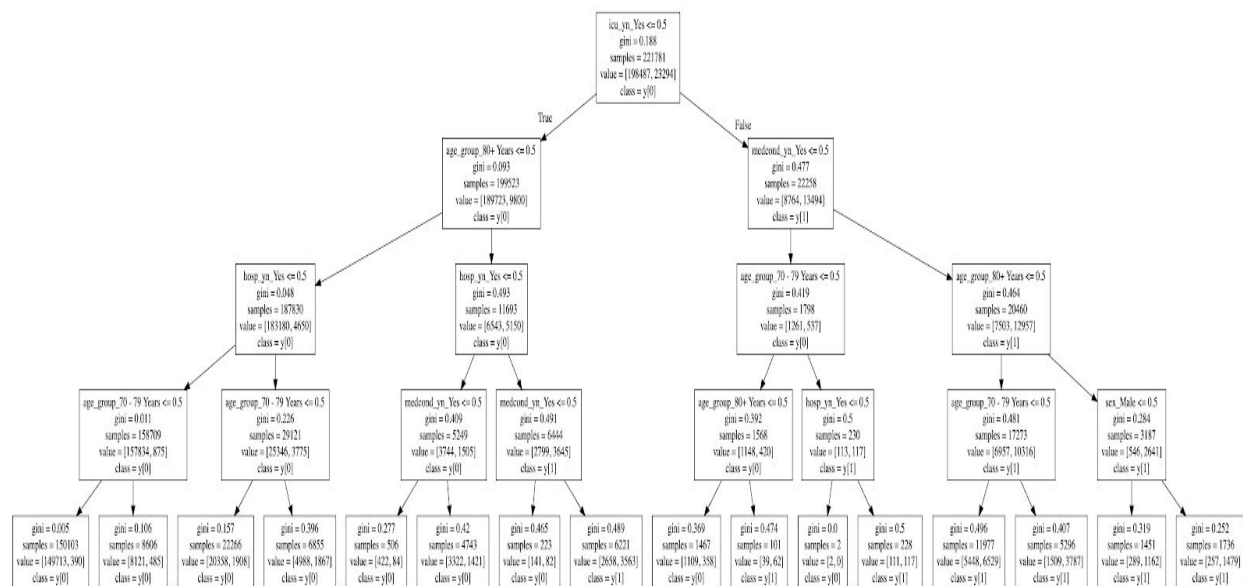 icu_yn_Yes <= 0.5
gini = 0.188
samples = 221781
value = [198487, 23294]
class = y[0]
True
False
age_group_80+ Years <= 0.5
gini = 0.093
samples = 199523
value = [189723, 9800]
class = y[0]
medcond_yn_Yes <= 0.5
gini = 0.477
samples = 22258
value = [8764, 13494]
class = y[1]
hosp_yn_Yes <= 0.5
gini = 0.048
samples = 187830
value = [183180, 4650]
class = y[0]
hosp_yn_Yes <= 0.5
gini = 0.493
samples = 11693
value = [6543, 5150]
class = y[0]
age_group_70 - 79 Years <= 0.5
gini = 0.419
samples = 1798
value = [1261, 537]
class = y[0]
age_group_80+ Years <= 0.5
gini = 0.464
samples = 20460
value = [7503, 12957]
class = y[1]
age_group_70 - 79 Years <= 0.5
gini = 0.011
samples = 158709
value = [157834, 875]
class = y[0]
age_group_70 - 79 Years <= 0.5
gini = 0.226
samples = 29121
value = [25346, 3775]
class = y[0]
medcond_yn_Yes <= 0.5
gini = 0.409
samples = 5249
value = [3744, 1505]
class = y[0]
medcond_yn_Yes <= 0.5
gini = 0.491
samples = 6444
value = [2799, 3645]
class = y[1]
age_group_80+ Years <= 0.5
gini = 0.392
samples = 1568
value = [1148, 420]
class = y[0]
hosp_yn_Yes <= 0.5
gini = 0.5
samples = 230
value = [113, 117]
class = y[1]
age_group_70 - 79 Years <= 0.5
gini = 0.481
samples = 17273
value = [6957, 10316]
class = y[1]
sex_Male <= 0.5
gini = 0.284
samples = 3187
value = [546, 2641]
class = y[1]
gini = 0.005
samples = 150103
value = [149713, 390]
class = y[0]
gini = 0.106
samples = 8606
value = [8121, 485]
class = y[0]
gini = 0.157
samples = 22266
value = [20358, 1908]
class = y[0]
gini = 0.396
samples = 6855
value = [4988, 1867]
class = y[0]
gini = 0.277
samples = 506
value = [422, 84]
class = y[0]
gini = 0.42
samples = 4743
value = [3322, 1421]
class = y[0]
gini = 0.465
samples = 223
value = [141, 82]
class = y[0]
gini = 0.489
samples = 6221
value = [2658, 3563]
class = y[1]
gini = 0.369
samples = 1467
value = [1109, 358]
class = y[0]
gini = 0.474
samples = 101
value = [39, 62]
class = y[1]
gini = 0.0
samples = 2
value = [2, 0]
class = y[0]
gini = 0.5
samples = 228
value = [111, 117]
class = y[1]
gini = 0.496
samples = 11977
value = [5448, 6529]
class = y[1]
gini = 0.407
samples = 5296
value = [1509, 3787]
class = y[1]
gini = 0.319
samples = 1451
value = [289, 1162]
class = y[1]
gini = 0.252
samples = 1736
value = [257, 1479]
class = y[1]